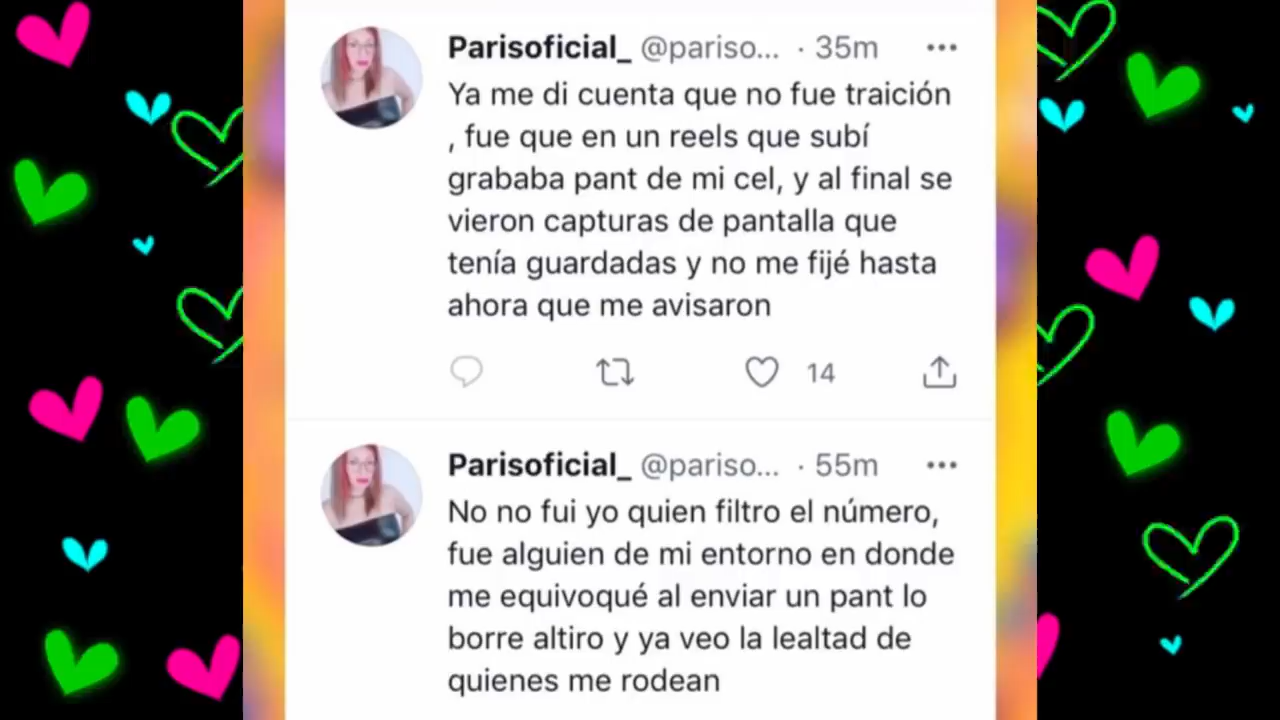 Parisoficial_ @pariso... · 35m
Ya me di cuenta que no fue traición
, fue que en un reels que subí
grababa pant de mi cel, y al final se
vieron capturas de pantalla que
tenía guardadas y no me fijé hasta
ahora que me avisaron
14
Parisoficial_ @pariso... · 55m
No no fui yo quien filtro el número,
fue alguien de mi entorno en donde
me equivoqué al enviar un pant lo
borre altiro y ya veo la lealtad de
quienes me rodean